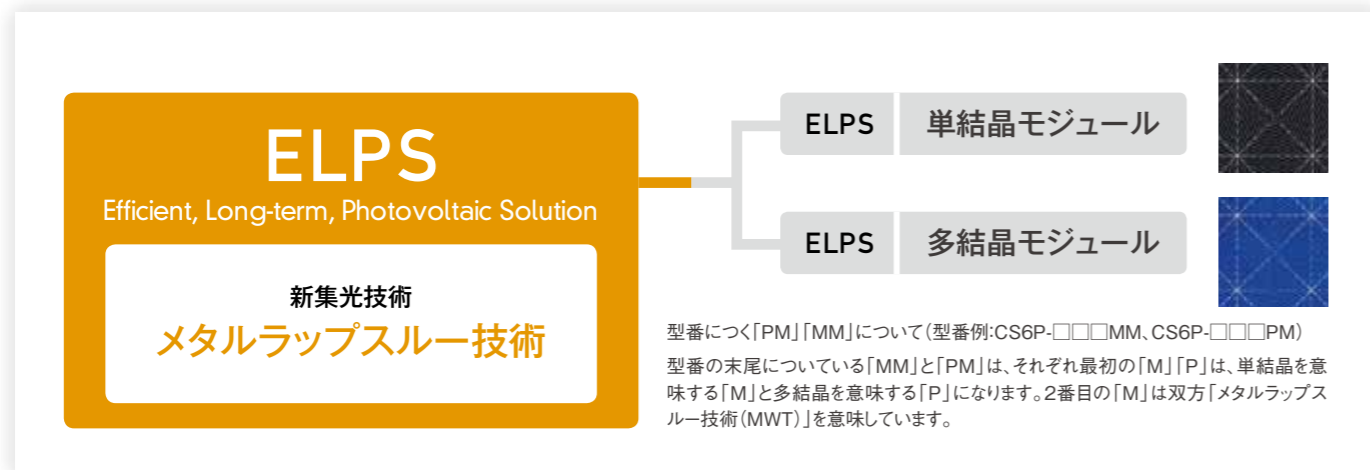 ELPS
Efficient, Long-term, Photovoltaic Solution
新集光技術
メタルラップスルー技術
ELPS 単結晶モジュール
ELPS 多結晶モジュール
型番につく「PM」「MM」について(型番例:CS6P-□□□MM、CS6P-□□□PM)
型番の末尾についている「MM」と「PM」は、それぞれ最初の「M」「P」は、単結晶を意
味する「M」と多結晶を意味する「P」になります。2番目の「M」は双方「メタルラップス
ルー技術(MWT)」を意味しています。